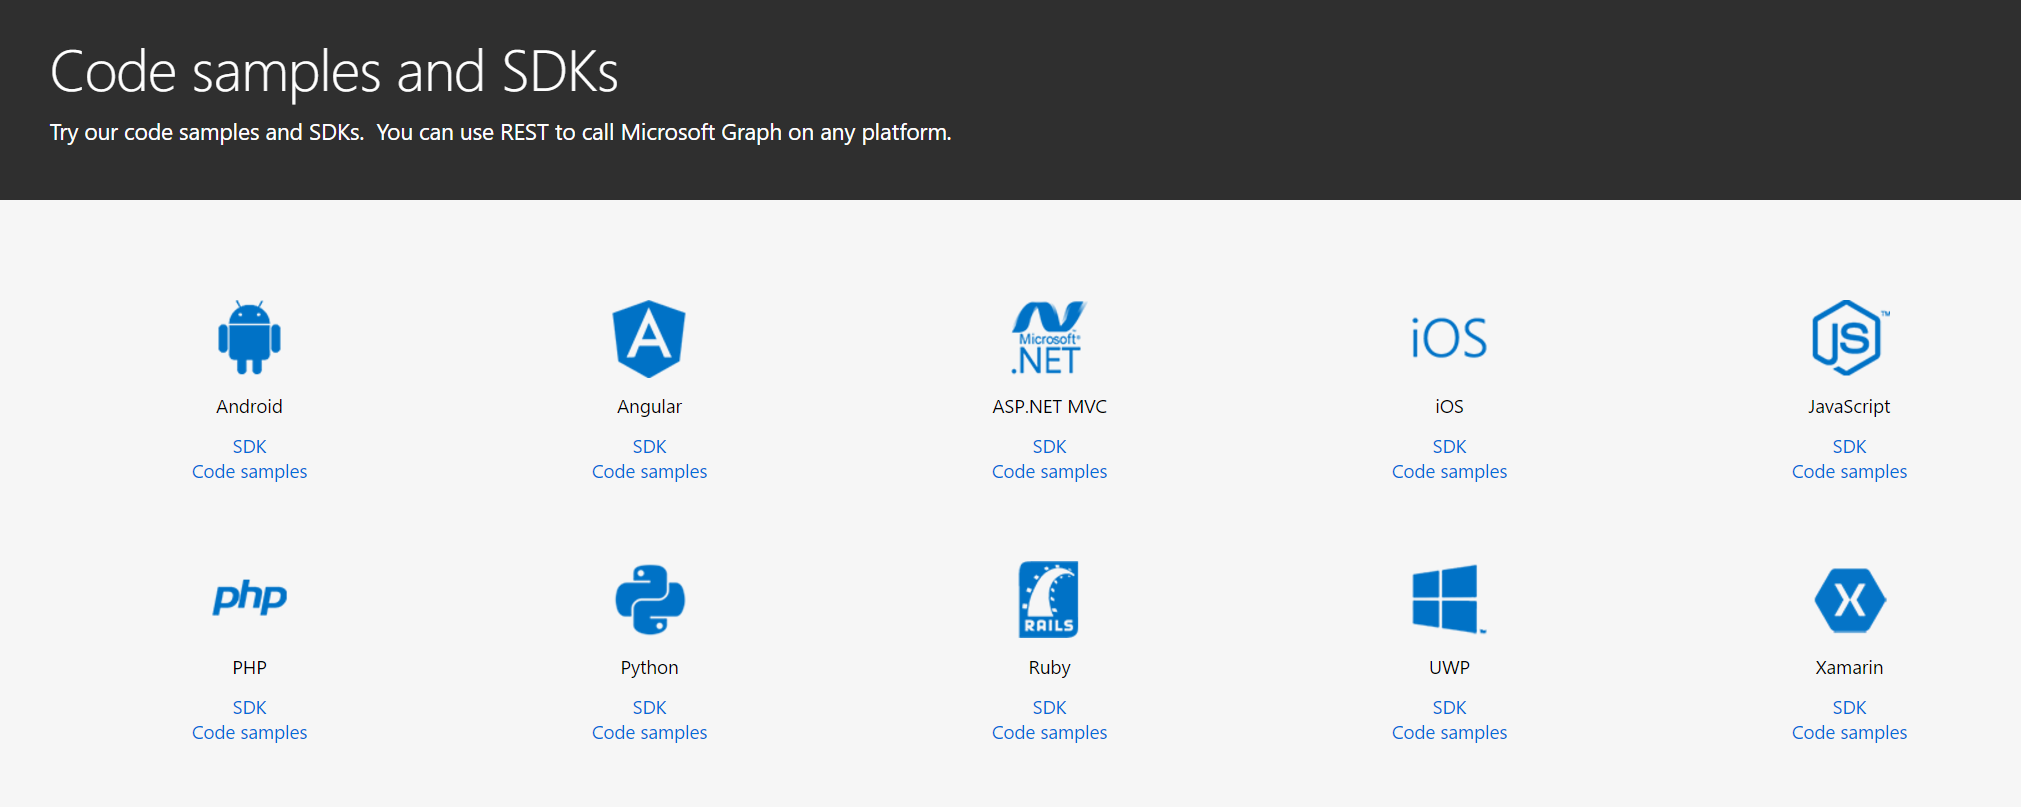 Code samples and SDKs
Try our code samples and SDKs.  You can use REST to call Microsoft Graph on any platform.
Microsoft®
.NET
iOS
JS™
Android
Angular
ASP.NET MVC
iOS
JavaScript
SDK
SDK
SDK
SDK
SDK
Code samples
Code samples
Code samples
Code samples
Code samples
php
RAILS
X
PHP
Python
Ruby
UWP
Xamarin
SDK
SDK
SDK
SDK
SDK
Code samples
Code samples
Code samples
Code samples
Code samples